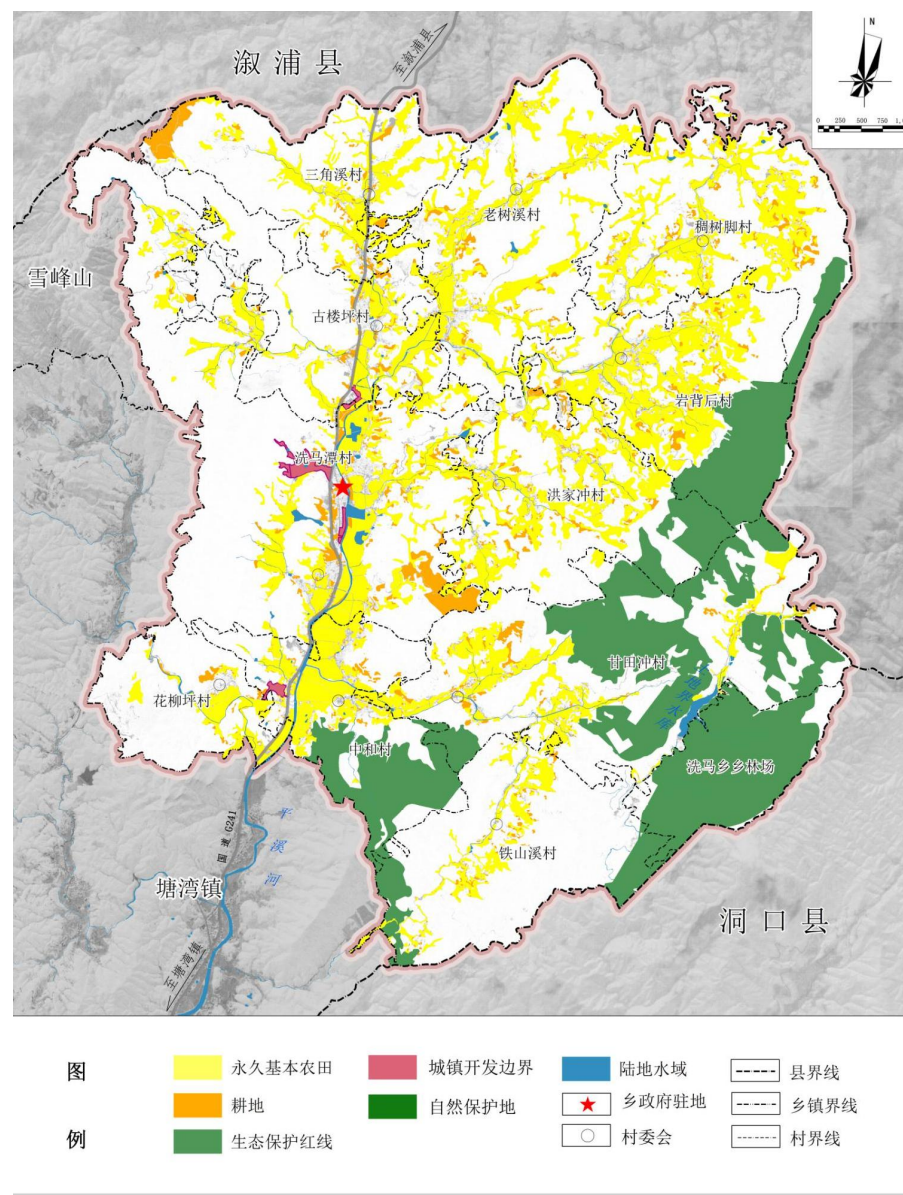 溆浦县
至溆浦县
N
0 250 500 750
三角溪村
老树溪村
稠树脚村
雪峰山
古楼坪村
岩背后村
洗马潭村
洪家冲村
甘田冲村
花柳坪村
中和村
洗马乡乡林场
铁山溪村
国道G241
平溪河
塘湾镇
洞口县
至塘湾镇
图例
永久基本农田
城镇开发边界
陆地水域
县界线
耕地
自然保护地
乡政府驻地
乡镇界线
生态保护红线
村委会
村界线